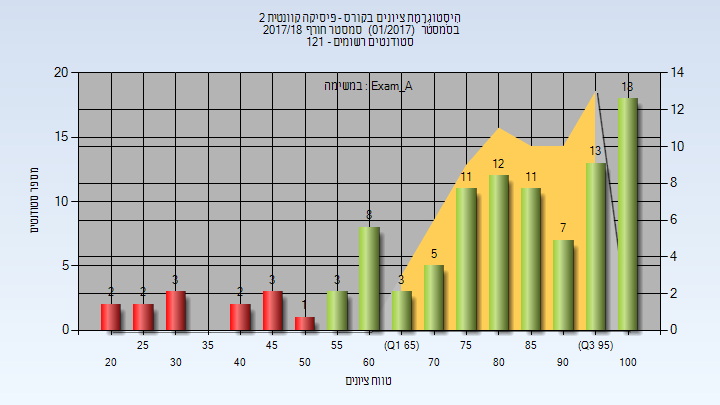 היסטוגרמת ציונים בקורס - פיסיקה קוונטית 2
בסמסטר (01/2017) סמסטר חורף 2017/18
121 - סטודנטים רשומים
במשימה : Exam_A
מספר סטודנטים
20
15
10
5
0
14
12
10
8
6
4
2
0
2 2 3 2 3 1 3 8 3 5 11 12 11 7 13 18
25 35 45 55 (Q1 65) 75 85 (Q3 95)
20 30 40 50 60 70 80 90 100
טווח ציונים